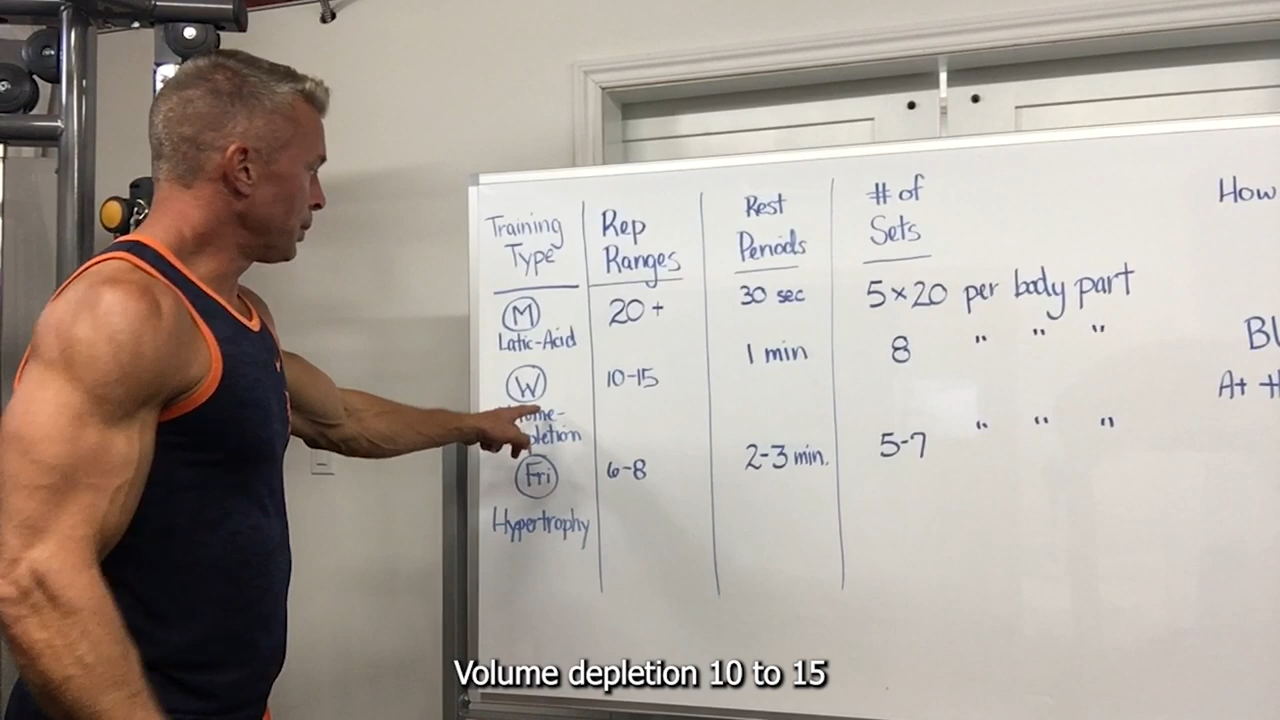 Training
Type
Rep
Ranges
Rest
Periods
# of
Sets
How
M
Latic-Acid
20+
30 sec
5×20 per body part
W
10-15
1 min
8 " " "
Fri
6-8
2-3 min.
5-7 " " "
Hypertrophy
At
Volume depletion 10 to 15